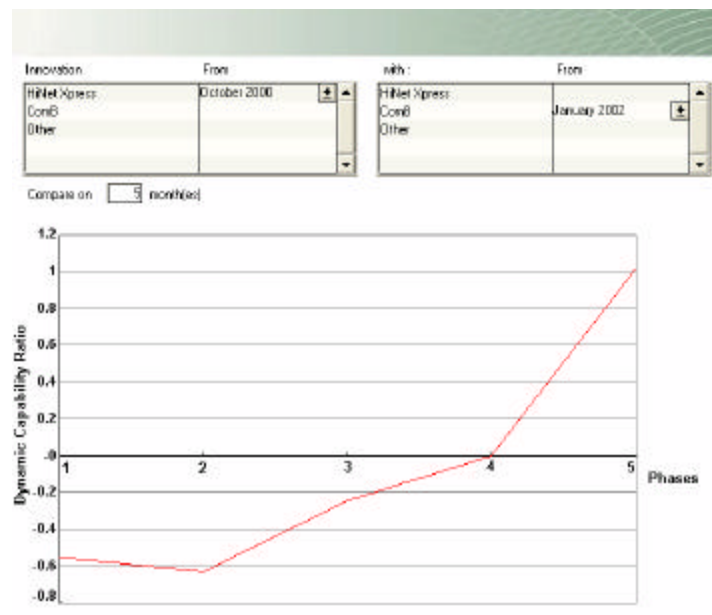 Innovation From with : From
HiNet Xpress October 2000 HiNet Xpress
ComB ComB January 2002
Other Other
Compare on 5 month(es)
1.2
1
0.8
0.6
0.4
0.2
-0
1 2 3 4 5
-0.2
-0.4
-0.6
-0.8
Dynamic Capability Ratio
Phases